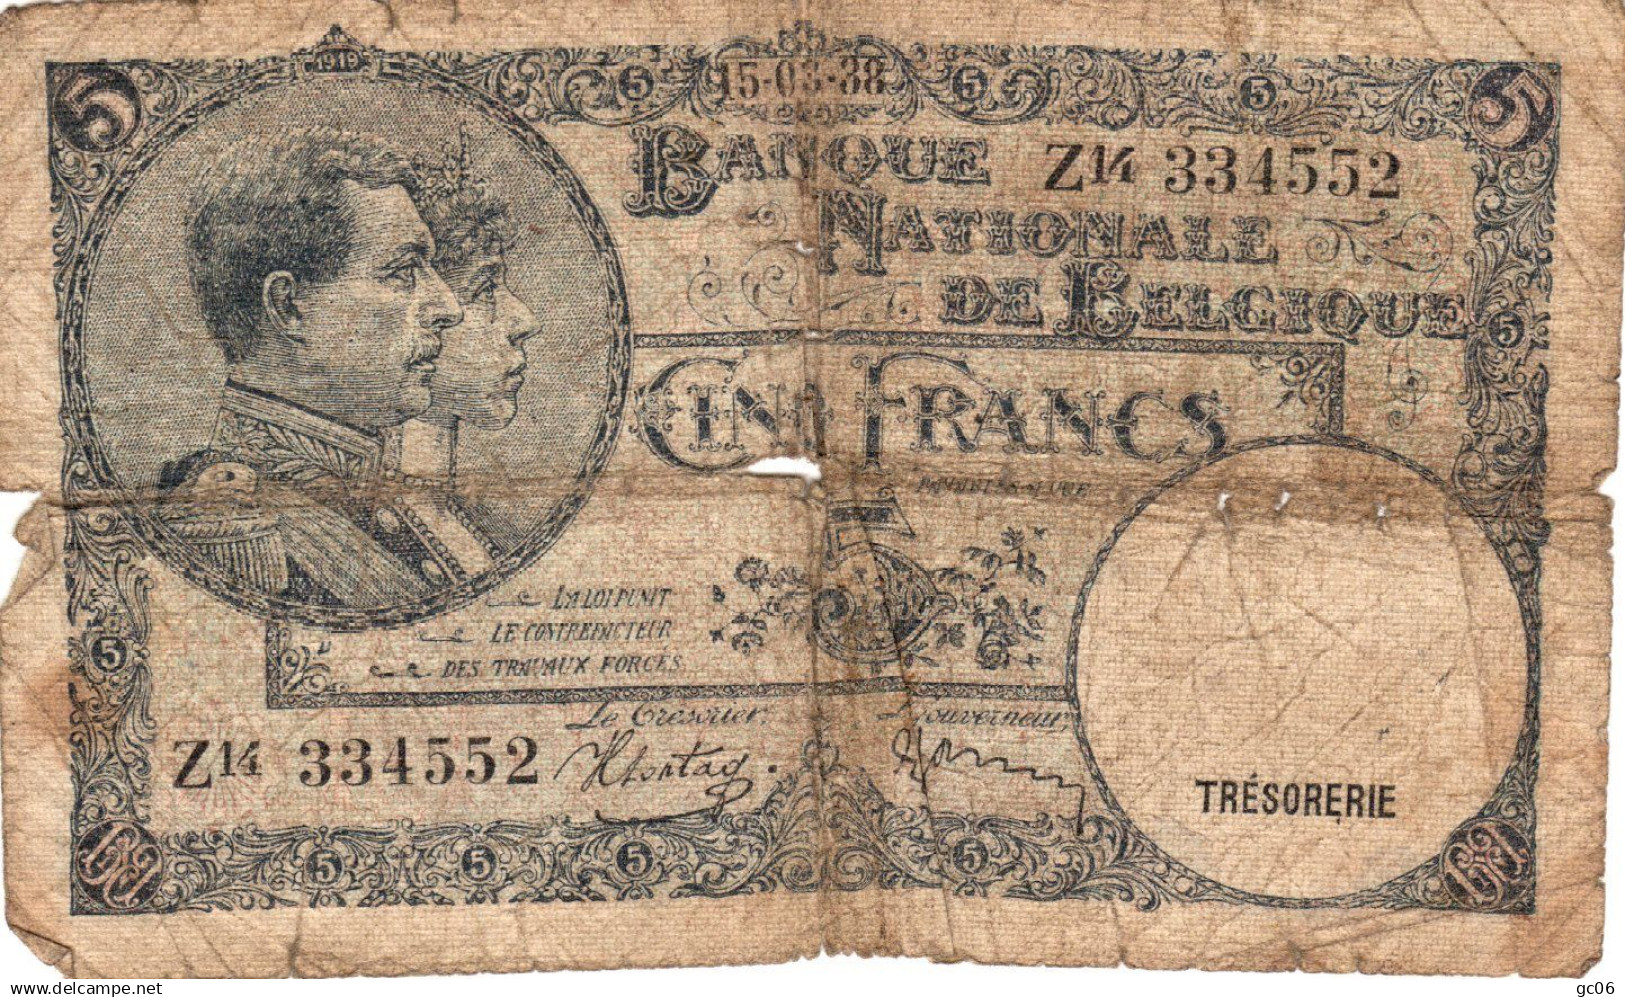 1919
5 5 5 5 5
15-03-38
BANQUE
NATIONALE
DE BELGIQUE
Z14 334552
5
CINQ FRANCS
LA LOI PUNIT
LE CONTREFACTEUR
DES TRAVAUX FORCÉS
5
Le Trésorier,
Le Gouverneur,
Z14 334552
TRÉSORERIE
5 5 5 5
www.delcampe.net
gc06